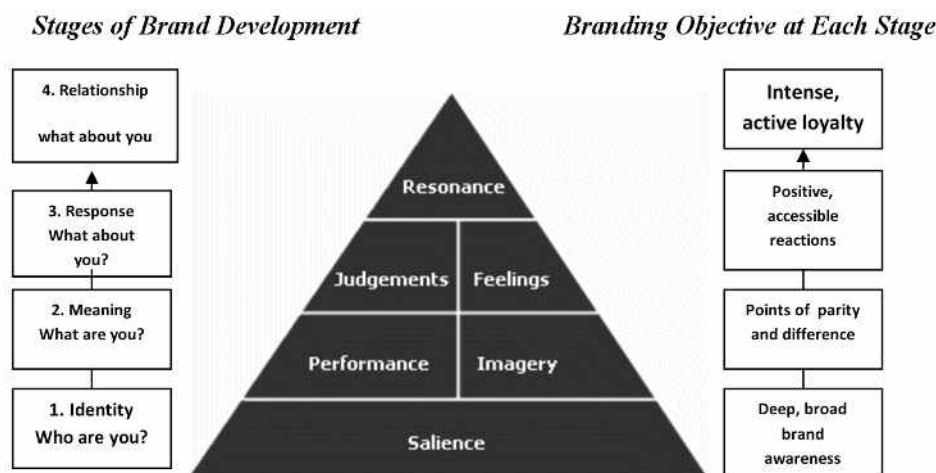 Stages of Brand Development
Branding Objective at Each Stage
4. Relationship
what about you
3. Response
What about
you?
2. Meaning
What are you?
1. Identity
Who are you?
Resonance
Judgements
Feelings
Performance
Imagery
Salience
Intense,
active loyalty
Positive,
accessible
reactions
Points of parity
and difference
Deep, broad
brand
awareness